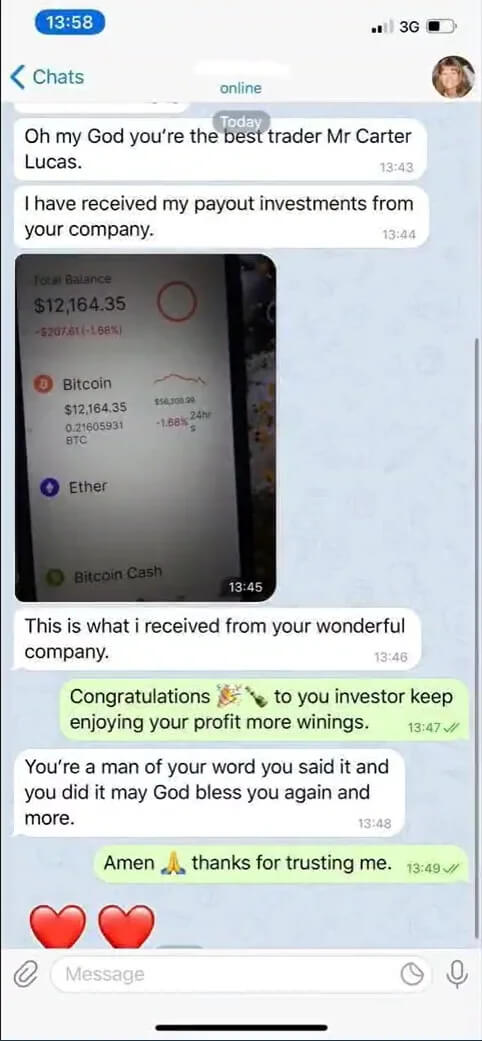 13:58
3G
Chats
online
Today
Oh my God you're the best trader Mr Carter
Lucas.
13:43
I have received my payout investments from
your company.
13:44
Total Balance
$12,164.35
-$207.61 (-1.68%)
Bitcoin
$12,164.35
0.21605931
BTC
-1.68%
24hr
s
Ether
Bitcoin Cash
13:45
This is what i received from your wonderful
company.
13:46
Congratulations 🎉🍾 to you investor keep
enjoying your profit more winings.
13:47
You're a man of your word you said it and
you did it may God bless you again and
more.
13:48
Amen 🙏 thanks for trusting me.
13:49
Message